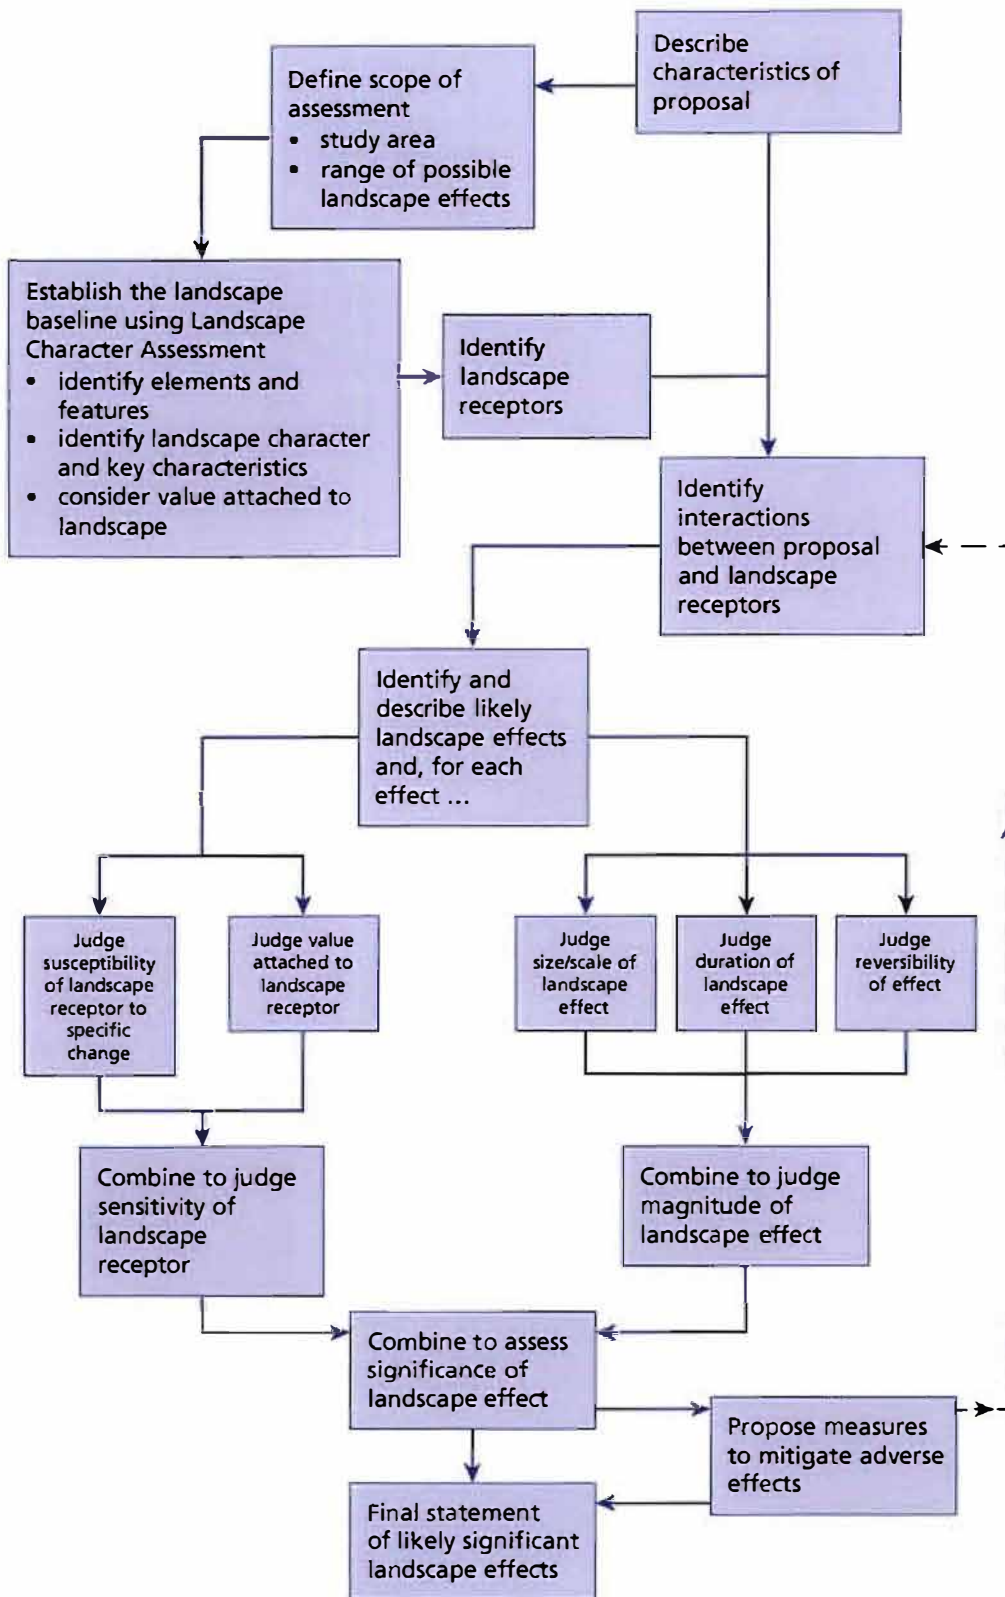 Describe
characteristics of
proposal
Define scope of
assessment
• study area
• range of possible
landscape effects
Establish the landscape
baseline using Landscape
Character Assessment
• identify elements and
features
• identify landscape character
and key characteristics
• consider value attached to
landscape
Identify
landscape
receptors
Identify
interactions
between proposal
and landscape
receptors
Identify and
describe likely
landscape effects
and, for each
effect ...
Judge
susceptibility
of landscape
receptor to
specific
change
Judge value
attached to
landscape
receptor
Judge
size/scale of
landscape
effect
Judge
duration of
landscape
effect
Judge
reversibility
of effect
Combine to judge
sensitivity of
landscape
receptor
Combine to judge
magnitude of
landscape effect
Combine to assess
significance of
landscape effect
Propose measures
to mitigate adverse
effects
Final statement
of likely significant
landscape effects